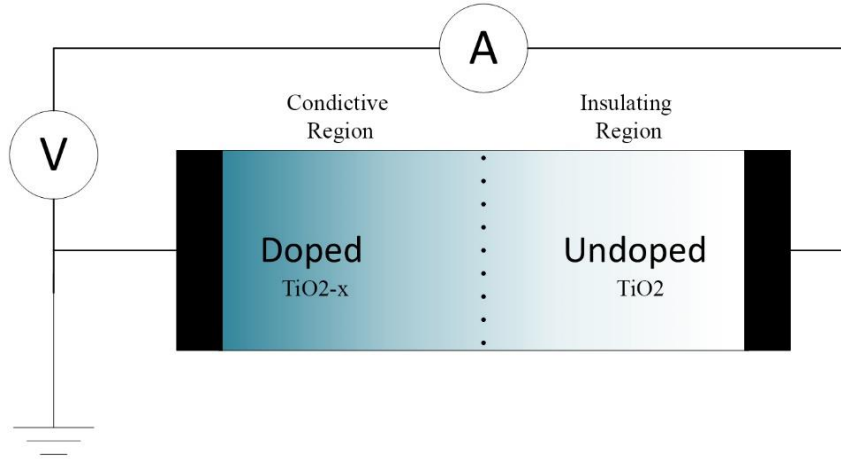 A
Condictive
Region
Insulating
Region
V
Doped
TiO2-x
Undoped
TiO2